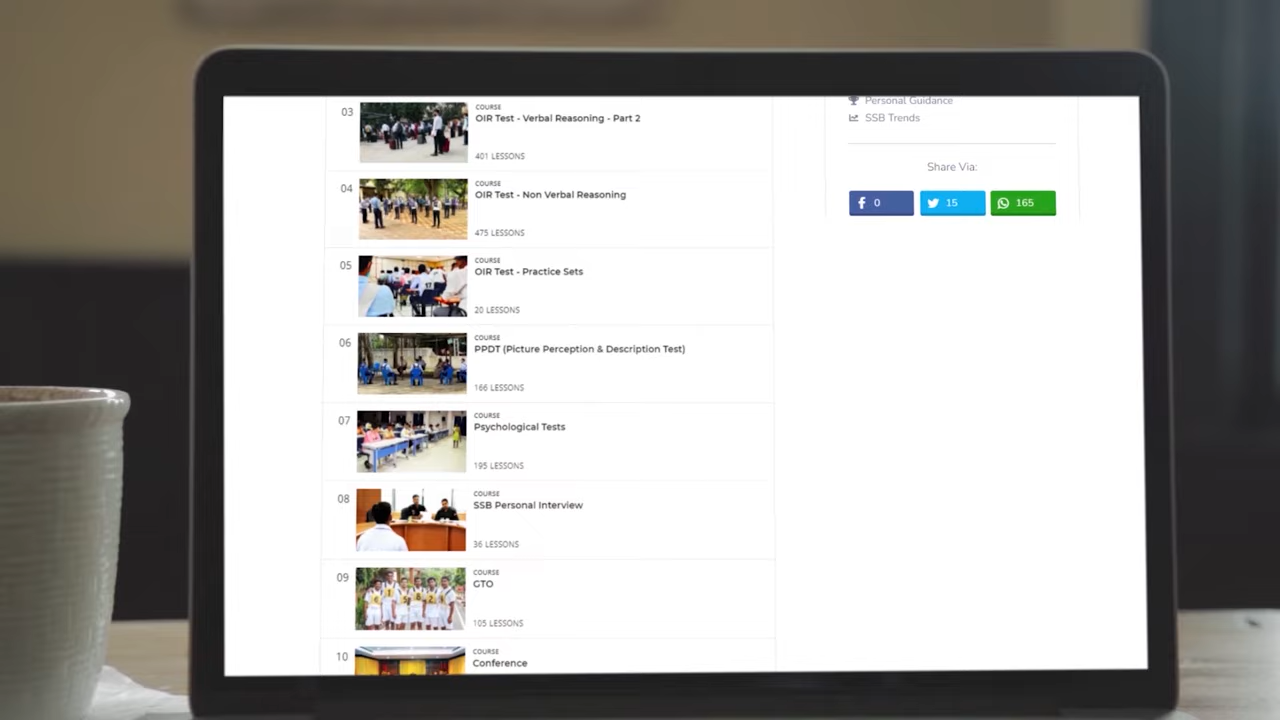 03
COURSE
OIR Test - Verbal Reasoning - Part 2
401 LESSONS
04
COURSE
OIR Test - Non Verbal Reasoning
475 LESSONS
05
COURSE
OIR Test - Practice Sets
20 LESSONS
06
COURSE
PPDT (Picture Perception & Description Test)
166 LESSONS
07
COURSE
Psychological Tests
195 LESSONS
08
COURSE
SSB Personal Interview
36 LESSONS
09
COURSE
GTO
105 LESSONS
10
COURSE
Conference
Personal Guidance
SSB Trends
Share Via:
0
15
165